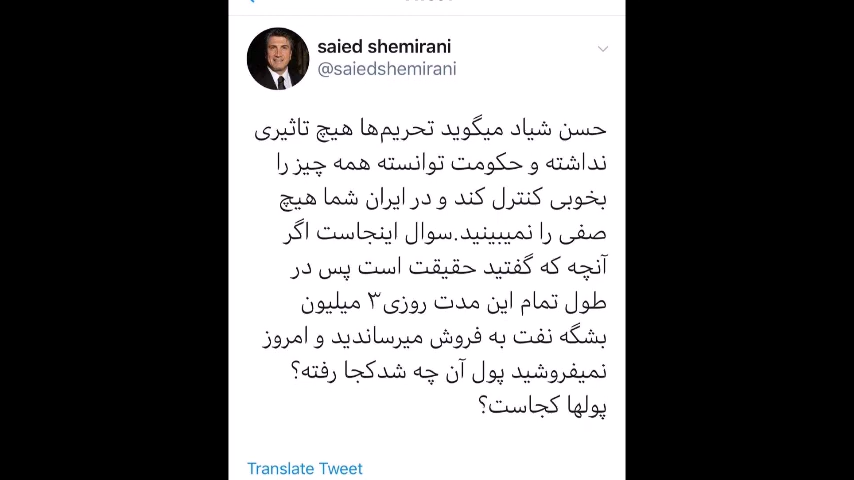 saied shemirani
@saiedshemirani
حسن شیاد میگوید تحریم‌ها هیچ تاثیری
نداشته و حکومت توانسته همه چیز را
بخوبی کنترل کند و در ایران شما هیچ
صفی را نمیبینید.سوال اینجاست اگر
آنچه که گفتید حقیقت است پس در
طول تمام این مدت روزی۳ میلیون
بشگه نفت به فروش میرساندید و امروز
نمیفروشید پول آن چه شدکجا رفته؟
پولها کجاست؟
Translate Tweet